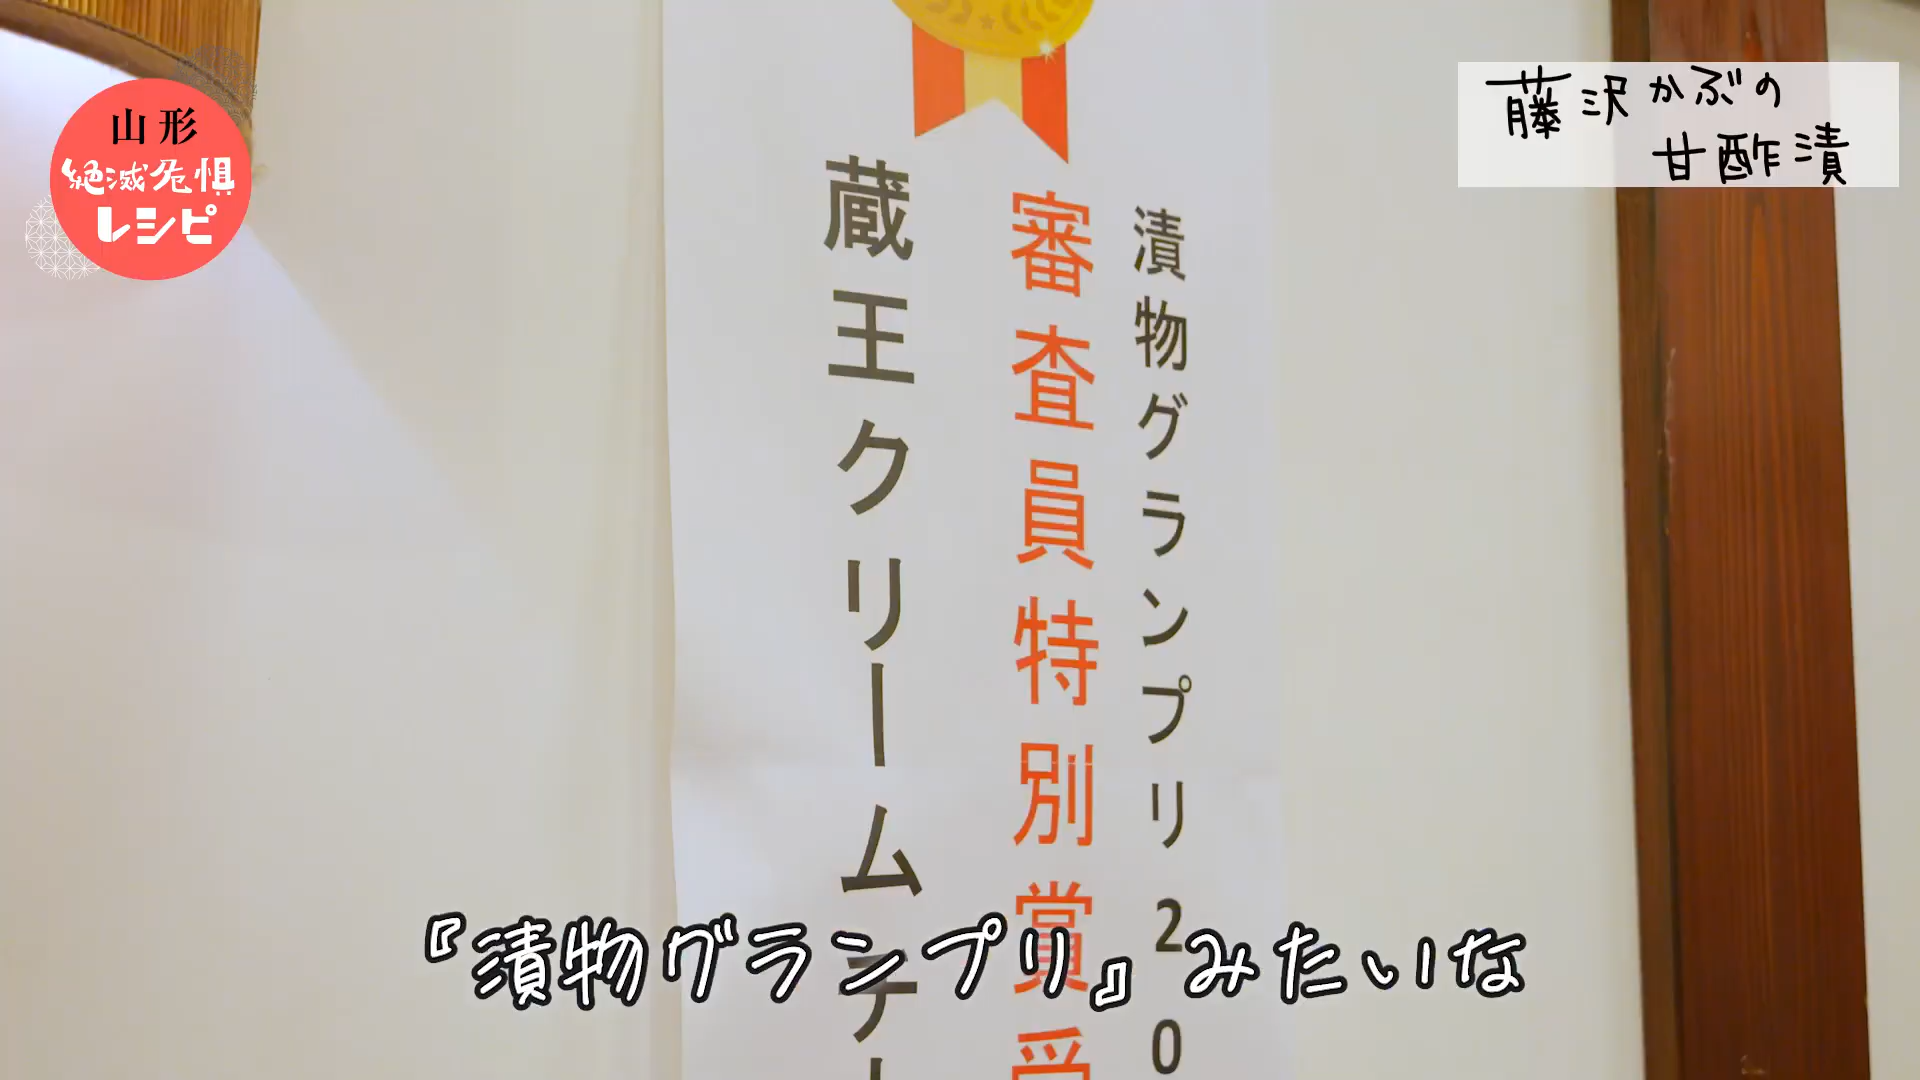 山形
絶滅危惧
レシピ
藤沢かぶの
甘酢漬
漬物グランプリ20
審査員特別賞受
蔵王クリームチー
『漬物グランプリ』みたいな